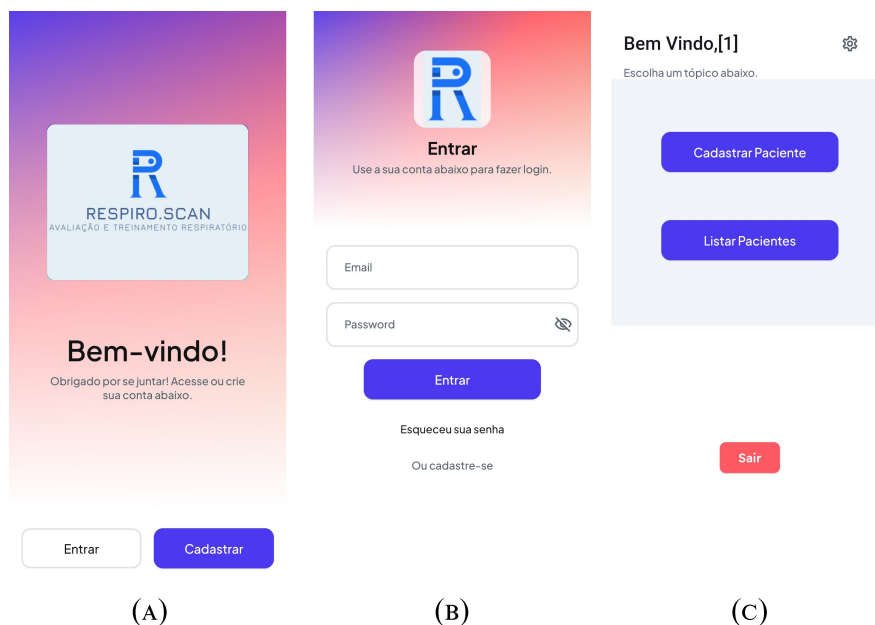 RESPIRO.SCAN
AVALIAÇÃO E TREINAMENTO RESPIRATÓRIO
Bem-vindo!
Obrigado por se juntar! Acesse ou crie
sua conta abaixo.
Entrar
Cadastrar
(A)
Entrar
Use a sua conta abaixo para fazer login.
Email
Password
Entrar
Esqueceu sua senha
Ou cadastre-se
(B)
Bem Vindo,[1]
Escolha um tópico abaixo.
Cadastrar Paciente
Listar Pacientes
Sair
(C)